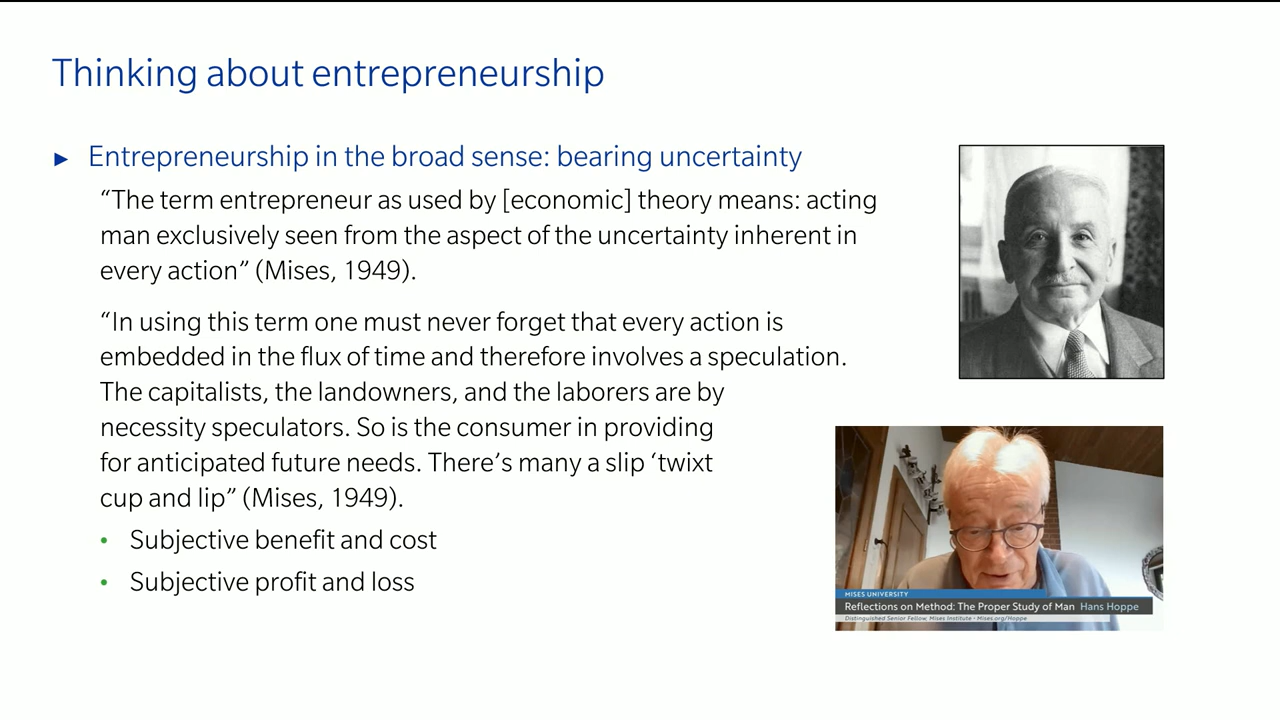 Thinking about entrepreneurship
► Entrepreneurship in the broad sense: bearing uncertainty
“The term entrepreneur as used by [economic] theory means: acting
man exclusively seen from the aspect of the uncertainty inherent in
every action” (Mises, 1949).
“In using this term one must never forget that every action is
embedded in the flux of time and therefore involves a speculation.
The capitalists, the landowners, and the laborers are by
necessity speculators. So is the consumer in providing
for anticipated future needs. There’s many a slip ‘twixt
cup and lip” (Mises, 1949).
• Subjective benefit and cost
• Subjective profit and loss
MISES UNIVERSITY
Reflections on Method: The Proper Study of Man Hans Hoppe
Distinguished Senior Fellow, Mises Institute • Mises.org/Hoppe